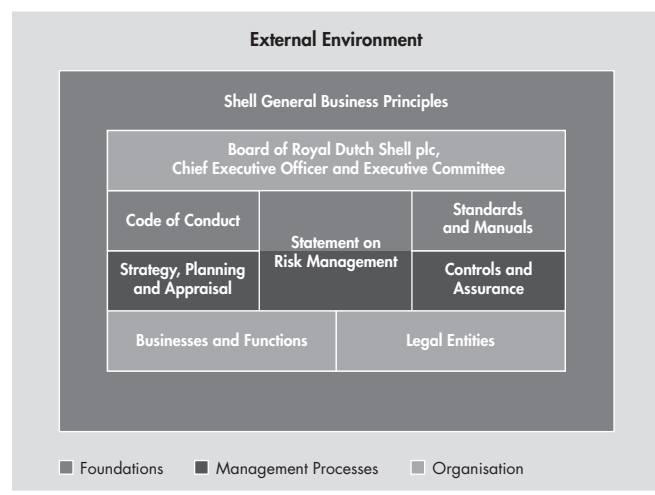 External Environment
Shell General Business Principles
Board of Royal Dutch Shell plc,
Chief Executive Officer and Executive Committee
Code of Conduct
Statement on
Risk Management
Standards
and Manuals
Strategy, Planning
and Appraisal
Controls and
Assurance
Businesses and Functions
Legal Entities
Foundations
Management Processes
Organisation